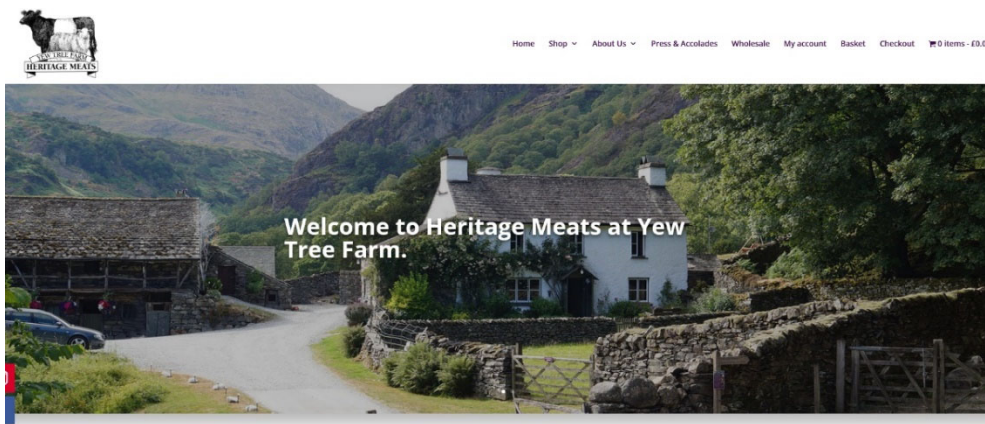 YEW TREE FARM
HERITAGE MEATS
Home Shop About Us Press & Accolades Wholesale My account Basket Checkout 0 items - £0.0
Welcome to Heritage Meats at Yew
Tree Farm.